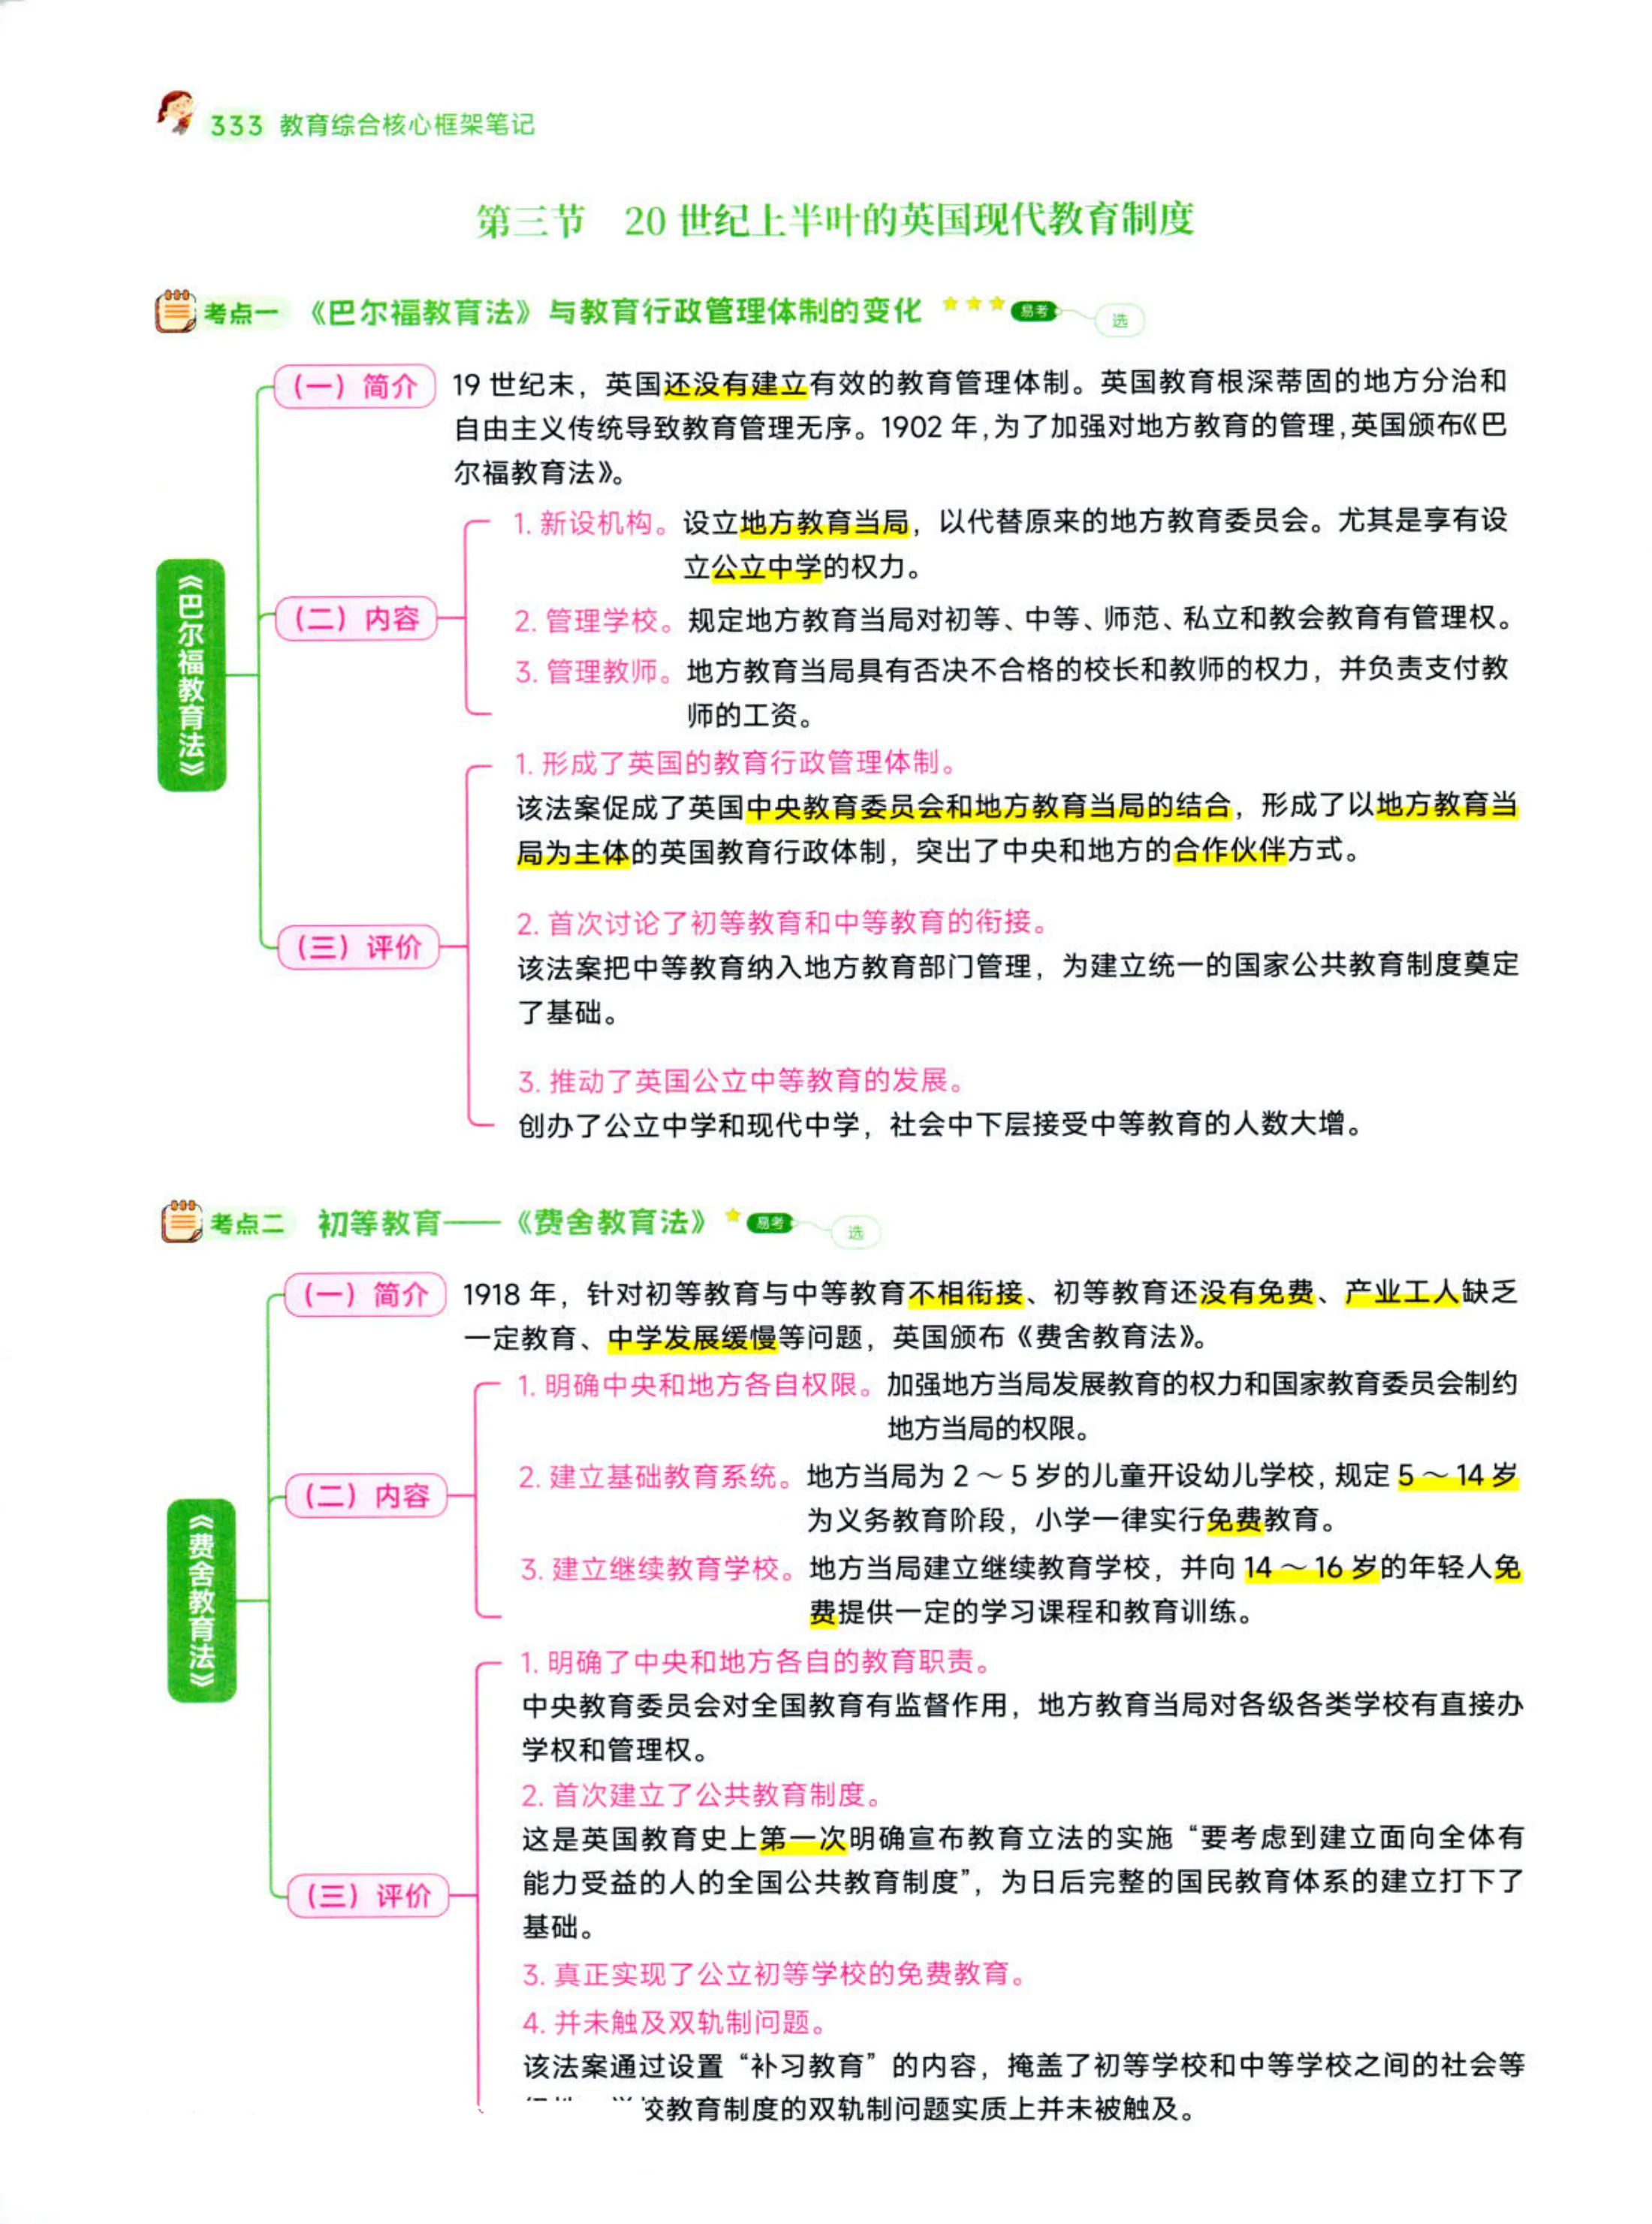 333 教育综合核心框架笔记
第三节 20 世纪上半叶的英国现代教育制度
考点一 《巴尔福教育法》与教育行政管理体制的变化 易考 选
《巴尔福教育法》
（一）简介 19 世纪末，英国还没有建立有效的教育管理体制。英国教育根深蒂固的地方分治和
自由主义传统导致教育管理无序。1902 年，为了加强对地方教育的管理，英国颁布《巴
尔福教育法》。
（二）内容
1. 新设机构。设立地方教育当局，以代替原来的地方教育委员会。尤其是享有设
立公立中学的权力。
2. 管理学校。规定地方教育当局对初等、中等、师范、私立和教会教育有管理权。
3. 管理教师。地方教育当局具有否决不合格的校长和教师的权力，并负责支付教
师的工资。
（三）评价
1. 形成了英国的教育行政管理体制。
该法案促成了英国中央教育委员会和地方教育当局的结合，形成了以地方教育当
局为主体的英国教育行政体制，突出了中央和地方的合作伙伴方式。
2. 首次讨论了初等教育和中等教育的衔接。
该法案把中等教育纳入地方教育部门管理，为建立统一的国家公共教育制度奠定
了基础。
3. 推动了英国公立中等教育的发展。
创办了公立中学和现代中学，社会中下层接受中等教育的人数大增。
考点二 初等教育——《费舍教育法》 易考 选
《费舍教育法》
（一）简介 1918 年，针对初等教育与中等教育不相衔接、初等教育还没有免费、产业工人缺乏
一定教育、中学发展缓慢等问题，英国颁布《费舍教育法》。
（二）内容
1. 明确中央和地方各自权限。加强地方当局发展教育的权力和国家教育委员会制约
地方当局的权限。
2. 建立基础教育系统。地方当局为 2 ～ 5 岁的儿童开设幼儿学校，规定 5 ～ 14 岁
为义务教育阶段，小学一律实行免费教育。
3. 建立继续教育学校。地方当局建立继续教育学校，并向 14 ～ 16 岁的年轻人免
费提供一定的学习课程和教育训练。
（三）评价
1. 明确了中央和地方各自的教育职责。
中央教育委员会对全国教育有监督作用，地方教育当局对各级各类学校有直接办
学权和管理权。
2. 首次建立了公共教育制度。
这是英国教育史上第一次明确宣布教育立法的实施“要考虑到建立面向全体有
能力受益的人的全国公共教育制度”，为日后完整的国民教育体系的建立打下了
基础。
3. 真正实现了公立初等学校的免费教育。
4. 并未触及双轨制问题。
该法案通过设置“补习教育”的内容，掩盖了初等学校和中等学校之间的社会等
校教育制度的双轨制问题实质上并未被触及。